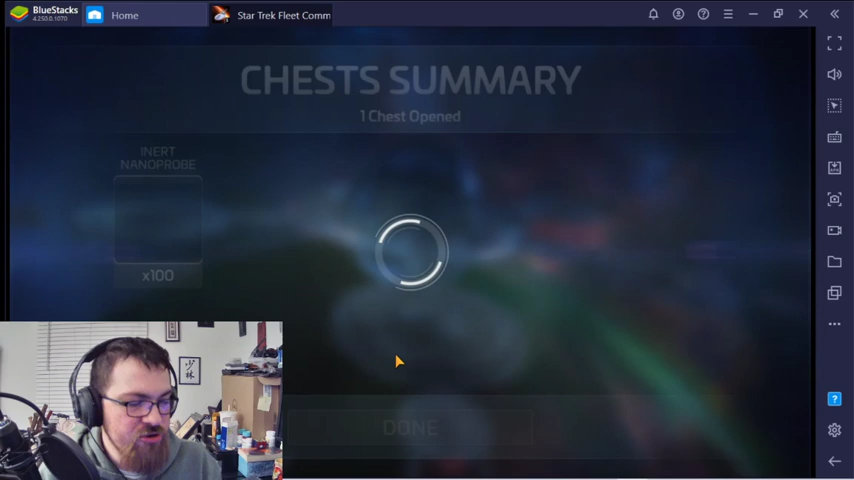 BlueStacks
4.250.0.1070
Home
Star Trek Fleet Comm
CHESTS SUMMARY
1 Chest Opened
INERT
NANOPROBE
x100
DONE